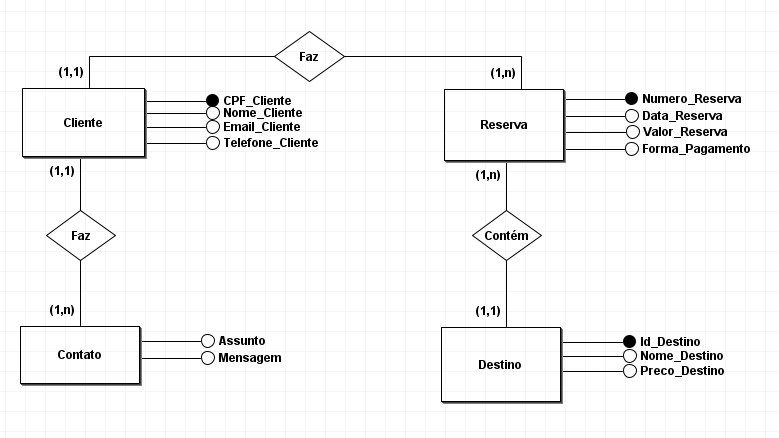 Faz
(1,1)
(1,n)
Cliente
CPF_Cliente
Nome_Cliente
Email_Cliente
Telefone_Cliente
Reserva
Numero_Reserva
Data_Reserva
Valor_Reserva
Forma_Pagamento
(1,1)
(1,n)
Faz
Contém
(1,n)
(1,1)
Contato
Assunto
Mensagem
Destino
Id_Destino
Nome_Destino
Preco_Destino